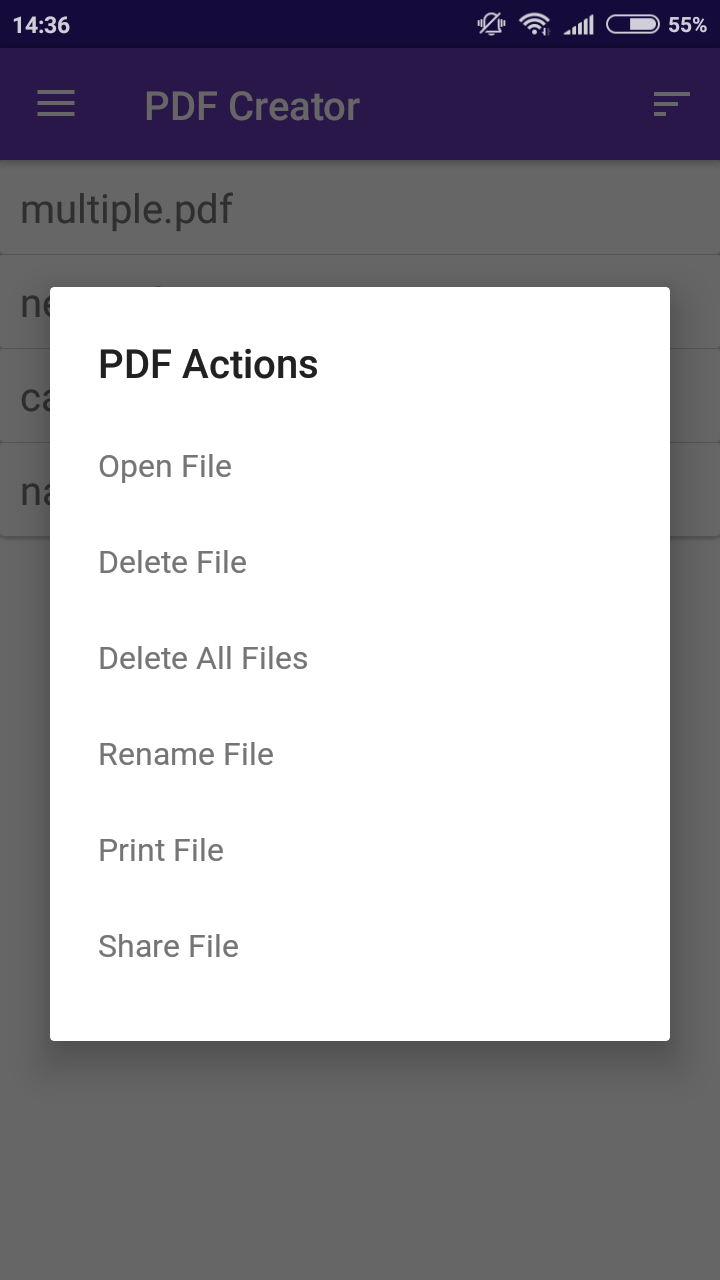 14:36 55%
PDF Creator
multiple.pdf
PDF Actions
Open File
Delete File
Delete All Files
Rename File
Print File
Share File